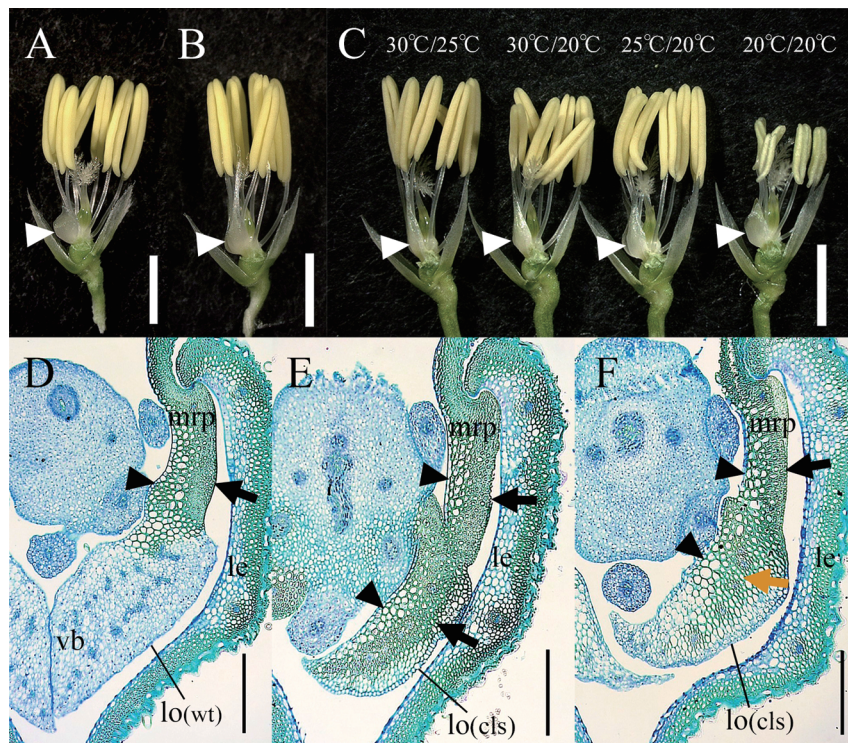 A
B
C
30℃/25℃
30℃/20℃
25℃/20℃
20℃/20℃
D
mrp
le
vb
lo(wt)
E
mrp
le
lo(cls)
F
mrp
le
lo(cls)